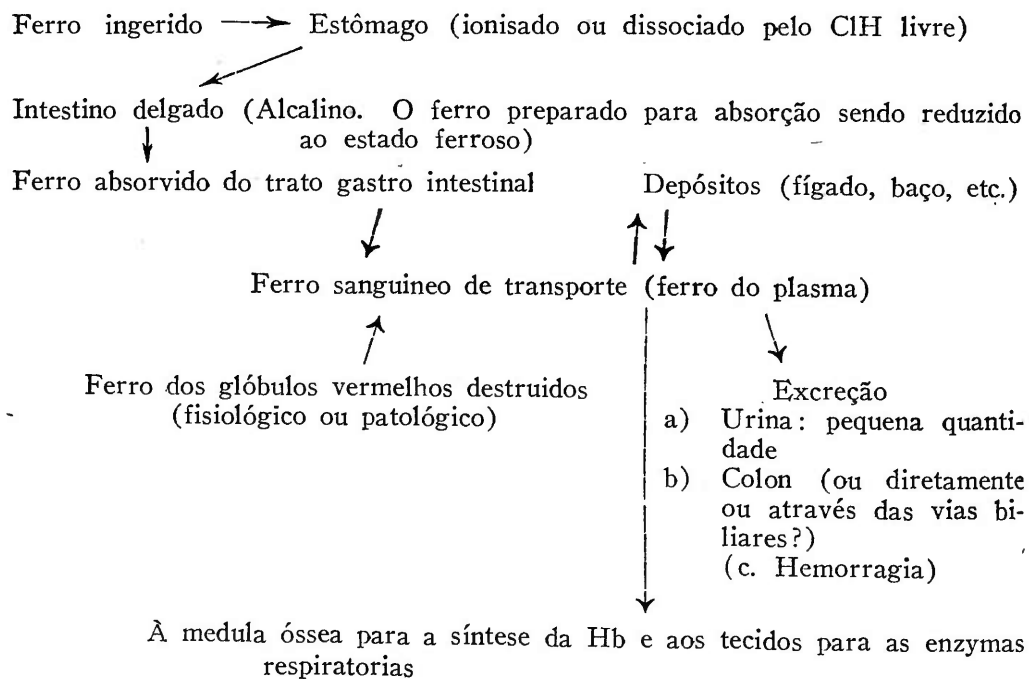 Ferro ingerido → Estômago (ionisado ou dissociado pelo ClH livre)
Intestino delgado (Alcalino. O ferro preparado para absorção sendo reduzido
ao estado ferroso)
Ferro absorvido do trato gastro intestinal
Depósitos (fígado, baço, etc.)
Ferro sanguineo de transporte (ferro do plasma)
Ferro dos glóbulos vermelhos destruidos
(fisiológico ou patológico)
Excreção
a) Urina: pequena quanti-
dade
b) Colon (ou diretamente
ou através das vias bi-
liares?)
(c. Hemorragia)
À medula óssea para a síntese da Hb e aos tecidos para as enzymas
respiratorias